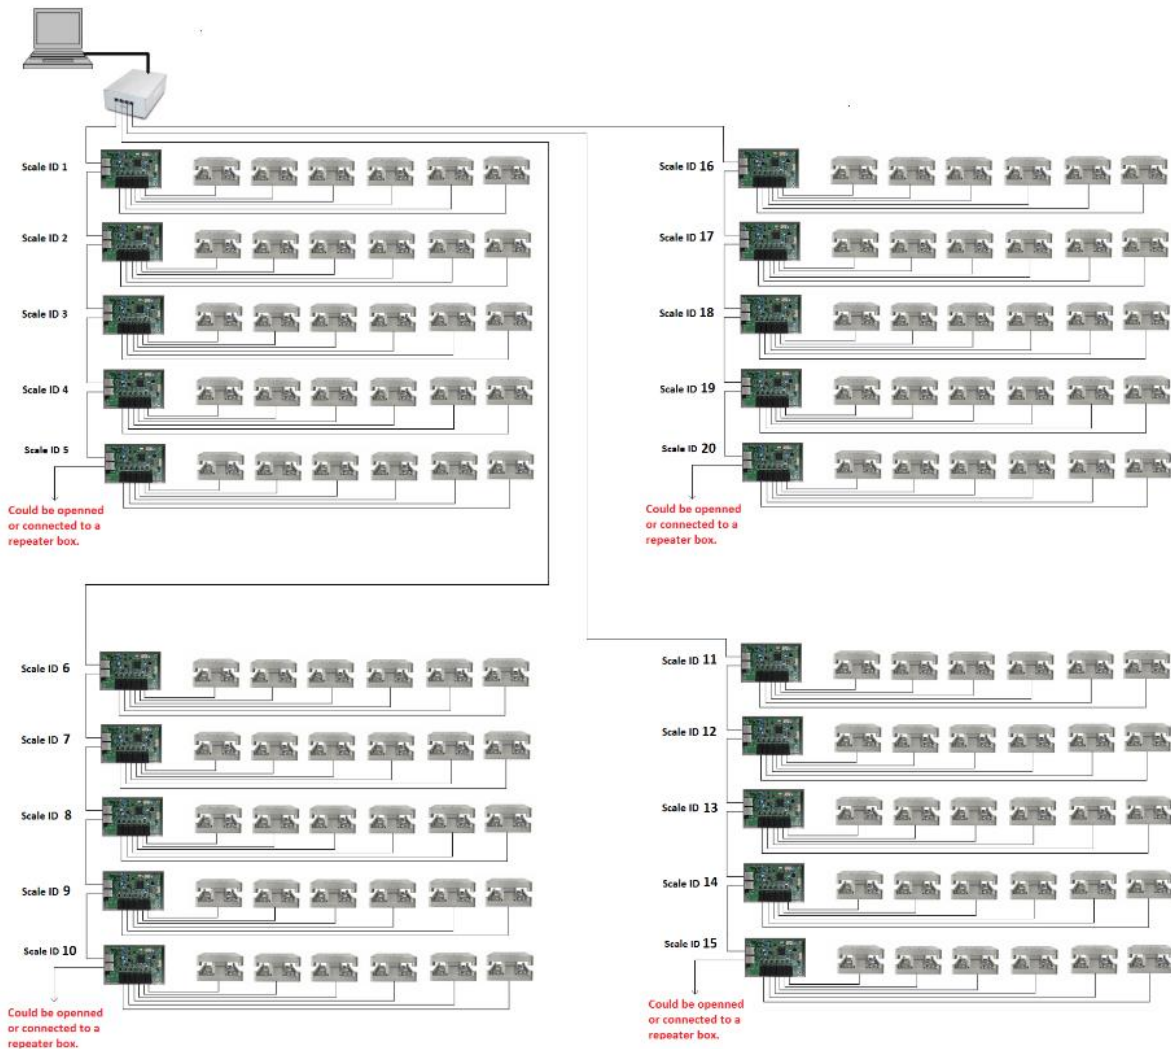 Scale ID 1
Scale ID 2
Scale ID 3
Scale ID 4
Scale ID 5
Could be openned
or connected to a
repeater box.
Scale ID 16
Scale ID 17
Scale ID 18
Scale ID 19
Scale ID 20
Could be openned
or connected to a
repeater box.
Scale ID 6
Scale ID 7
Scale ID 8
Scale ID 9
Scale ID 10
Could be openned
or connected to a
repeater box.
Scale ID 11
Scale ID 12
Scale ID 13
Scale ID 14
Scale ID 15
Could be openned
or connected to a
repeater box.